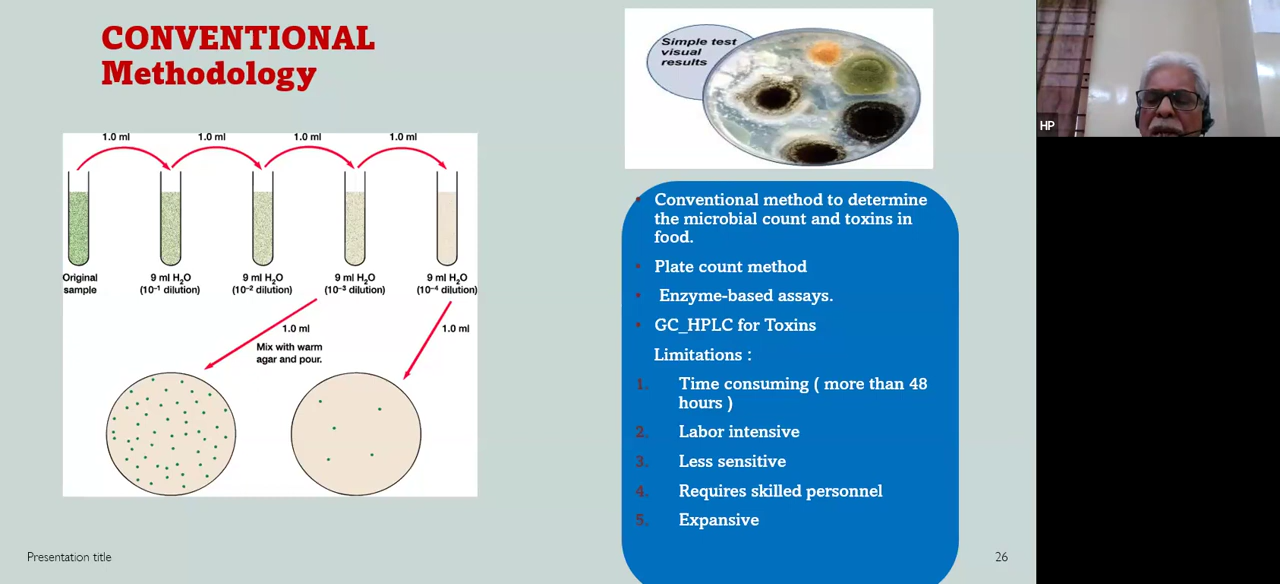 CONVENTIONAL
Methodology
1.0 ml
1.0 ml
1.0 ml
1.0 ml
Original
sample
9 ml H₂O
(10⁻¹ dilution)
9 ml H₂O
(10⁻² dilution)
9 ml H₂O
(10⁻³ dilution)
9 ml H₂O
(10⁻⁴ dilution)
1.0 ml
Mix with warm
agar and pour.
1.0 ml
Simple test
visual
results
• Conventional method to determine
the microbial count and toxins in
food.
• Plate count method
• Enzyme-based assays.
• GC_HPLC for Toxins
Limitations :
1. Time consuming ( more than 48
hours )
2. Labor intensive
3. Less sensitive
4. Requires skilled personnel
5. Expansive
Presentation title
26
HP